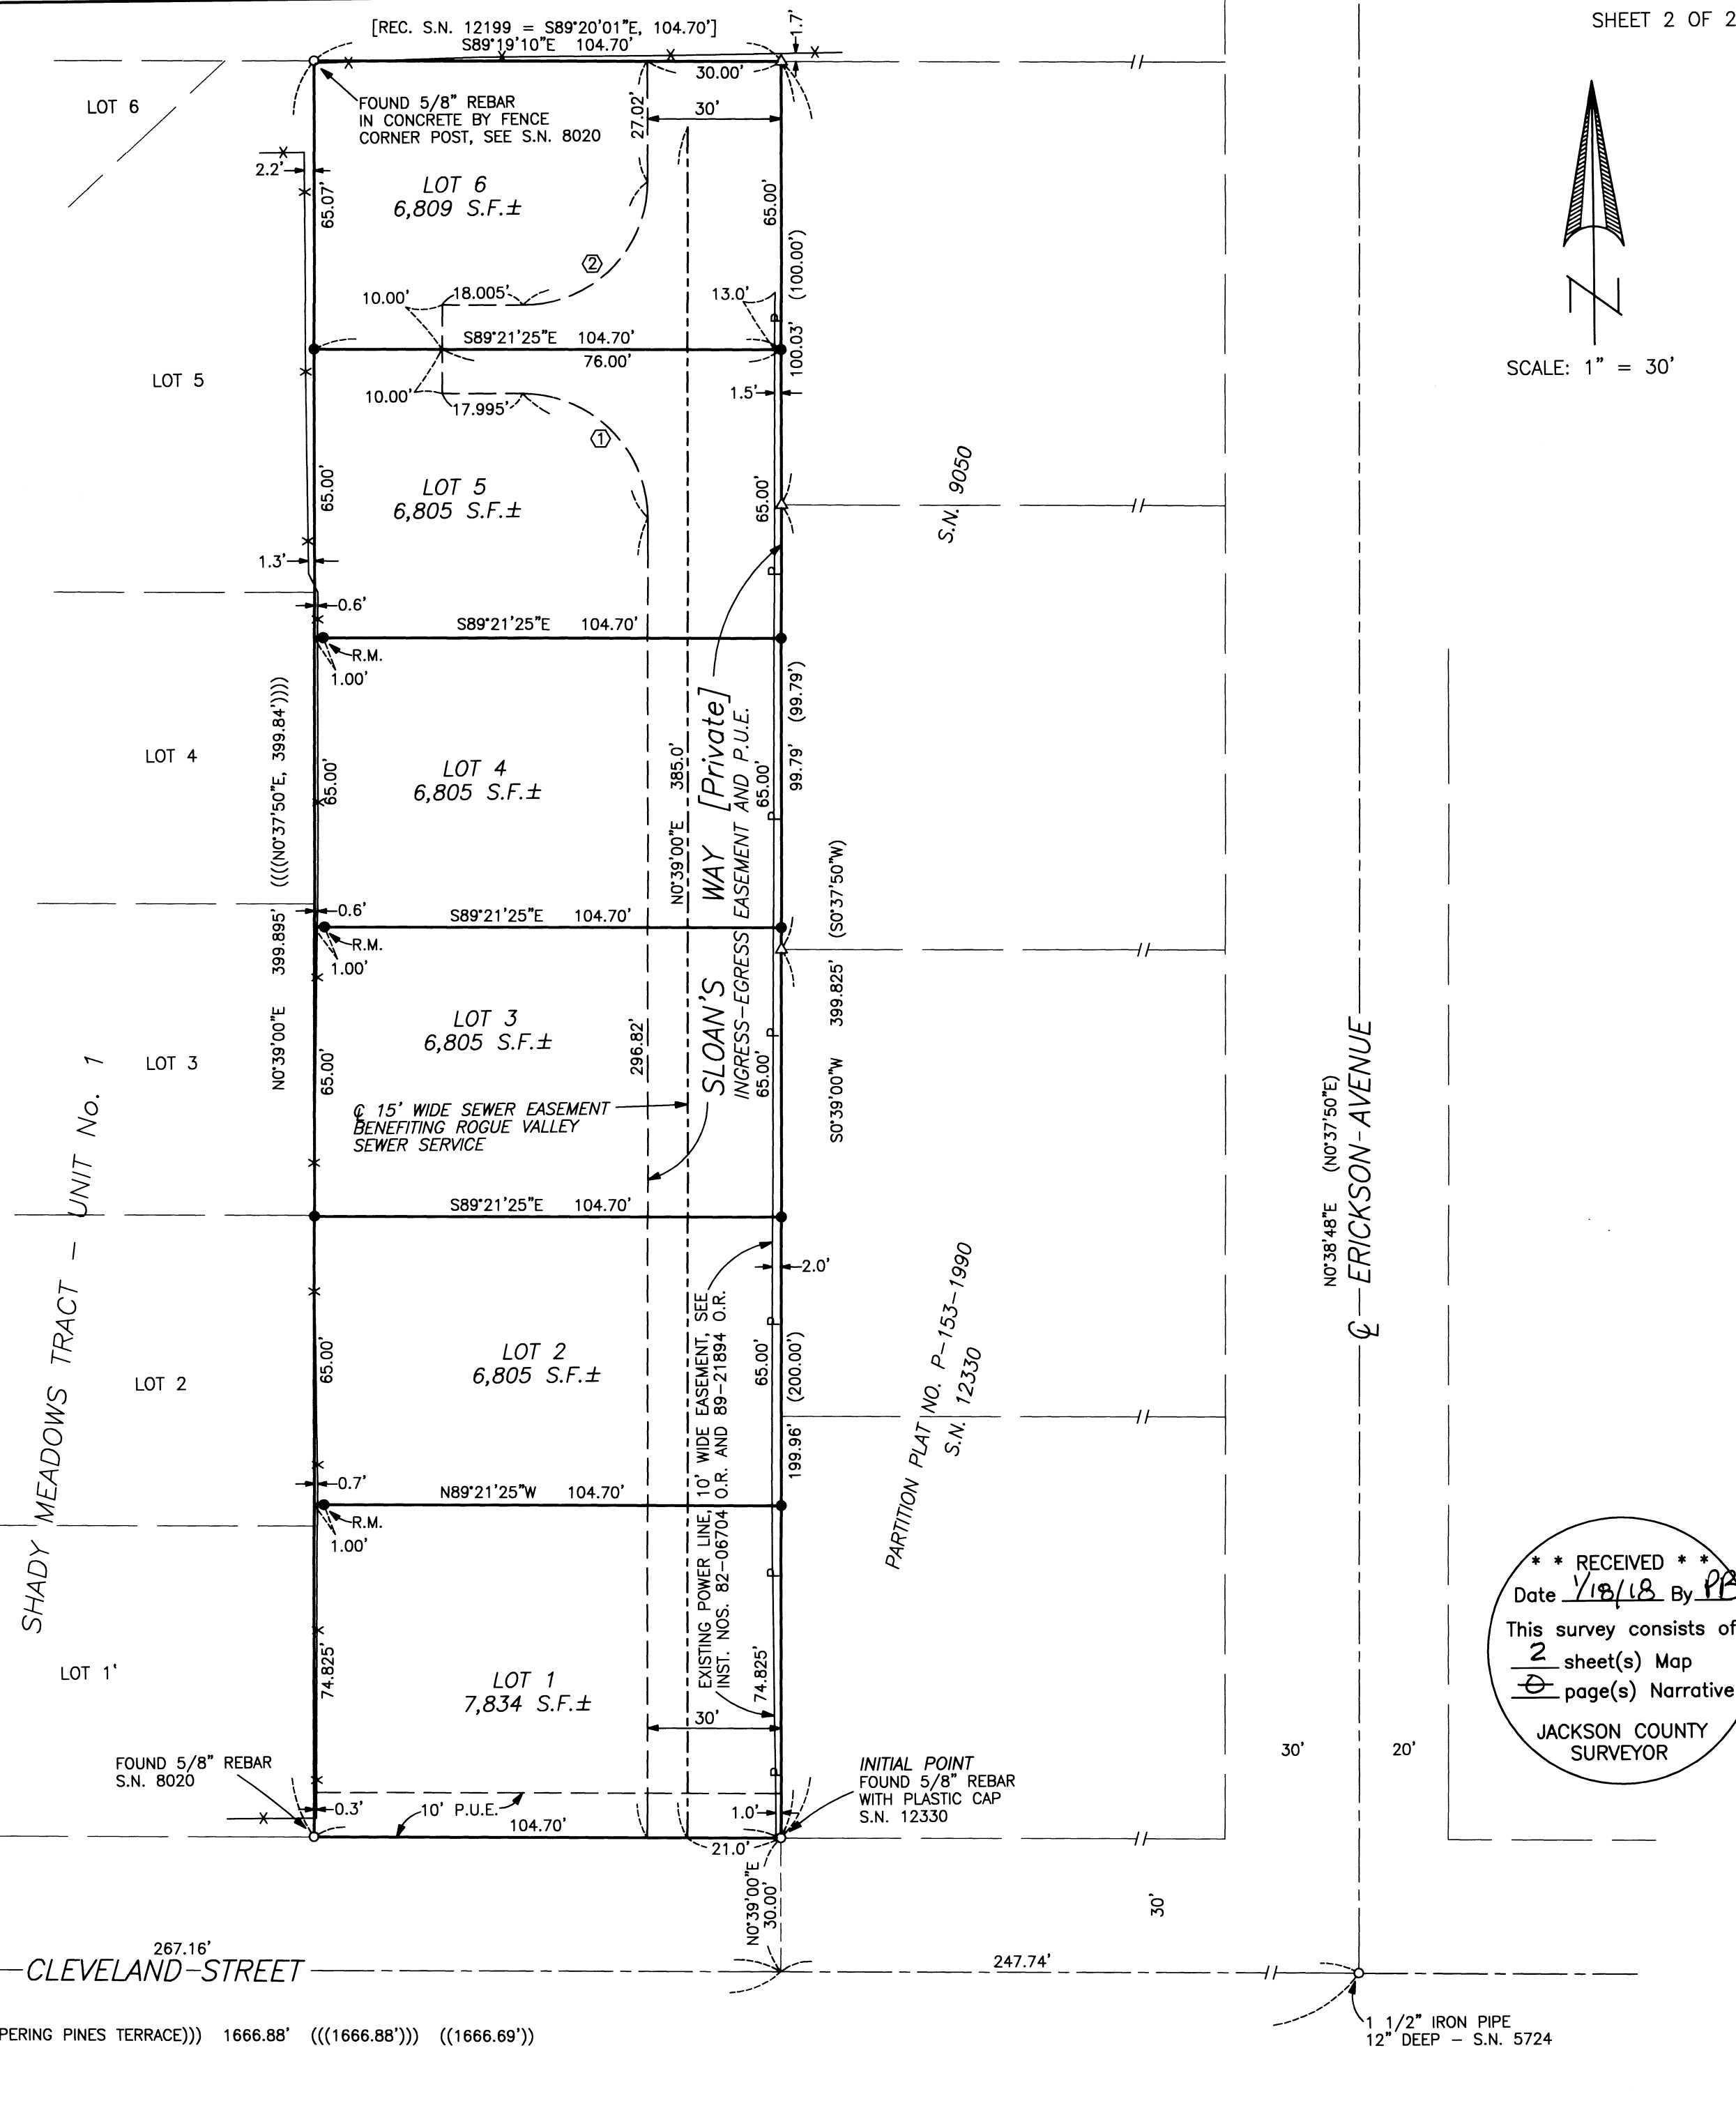 SHEET 2 OF 2
[REC. S.N. 12199 = S89°20'01"E, 104.70']
S89°19'10"E 104.70'
1.7'
30.00'
30'
27.02'
FOUND 5/8" REBAR
IN CONCRETE BY FENCE
CORNER POST, SEE S.N. 8020
LOT 6
2.2'
65.07'
LOT 6
6,809 S.F.±
65.00'
(100.00')
100.03'
2
10.00'
18.005'
13.0'
S89°21'25"E 104.70'
76.00'
SCALE: 1" = 30'
LOT 5
10.00'
17.995'
1.5'
1
65.00'
LOT 5
6,805 S.F.±
65.00'
S.N. 9050
1.3'
0.6'
S89°21'25"E 104.70'
R.M.
1.00'
((((N0°37'50"E, 399.84'))))
N0°39'00"E 399.895'
LOT 4
65.00'
LOT 4
6,805 S.F.±
N0°39'00"E 385.0'
SLOAN'S WAY [Private]
INGRESS-EGRESS EASEMENT AND P.U.E.
65.00'
99.79' (99.79')
S0°39'00"W 399.825' (S0°37'50"W)
0.6'
S89°21'25"E 104.70'
R.M.
1.00'
LOT 3
65.00'
LOT 3
6,805 S.F.±
296.82'
65.00'
℄ 15' WIDE SEWER EASEMENT
BENEFITING ROGUE VALLEY
SEWER SERVICE
SHADY MEADOWS TRACT - UNIT No. 1
S89°21'25"E 104.70'
N0°38'48"E (N0°37'50"E)
℄ ERICKSON AVENUE
2.0'
LOT 2
65.00'
LOT 2
6,805 S.F.±
EXISTING POWER LINE, 10' WIDE EASEMENT, SEE
INST. NOS. 82-06704 O.R. AND 89-21894 O.R.
65.00'
199.96' (200.00')
PARTITION PLAT NO. P-153-1990
S.N. 12330
0.7'
N89°21'25"W 104.70'
R.M.
1.00'
LOT 1
74.825'
LOT 1
7,834 S.F.±
74.825'
30'
* * RECEIVED * *
Date 1/18/18 By PB
This survey consists of
2 sheet(s) Map
0 page(s) Narrative
JACKSON COUNTY
SURVEYOR
30' 20'
FOUND 5/8" REBAR
S.N. 8020
INITIAL POINT
FOUND 5/8" REBAR
WITH PLASTIC CAP
S.N. 12330
0.3'
10' P.U.E.
104.70'
1.0'
21.0'
N0°39'00"E
30.00'
30'
267.16'
CLEVELAND STREET
247.74'
PERING PINES TERRACE))) 1666.88' (((1666.88'))) ((1666.69'))
1 1/2" IRON PIPE
12" DEEP - S.N. 5724